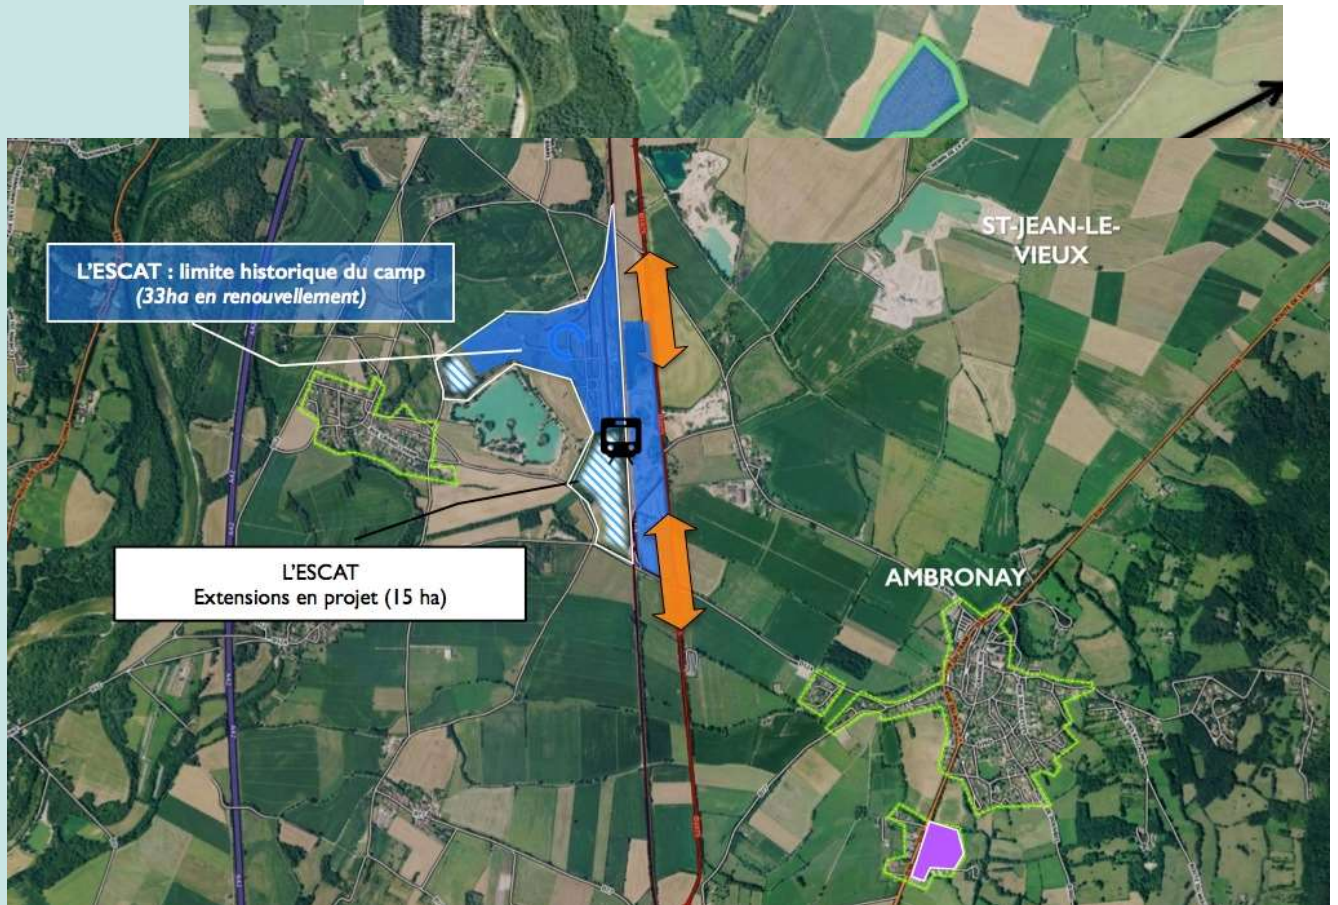 ST-JEAN-LE-
VIEUX
L'ESCAT : limite historique du camp
(33ha en renouvellement)
L'ESCAT
Extensions en projet (15 ha)
AMBRONAY